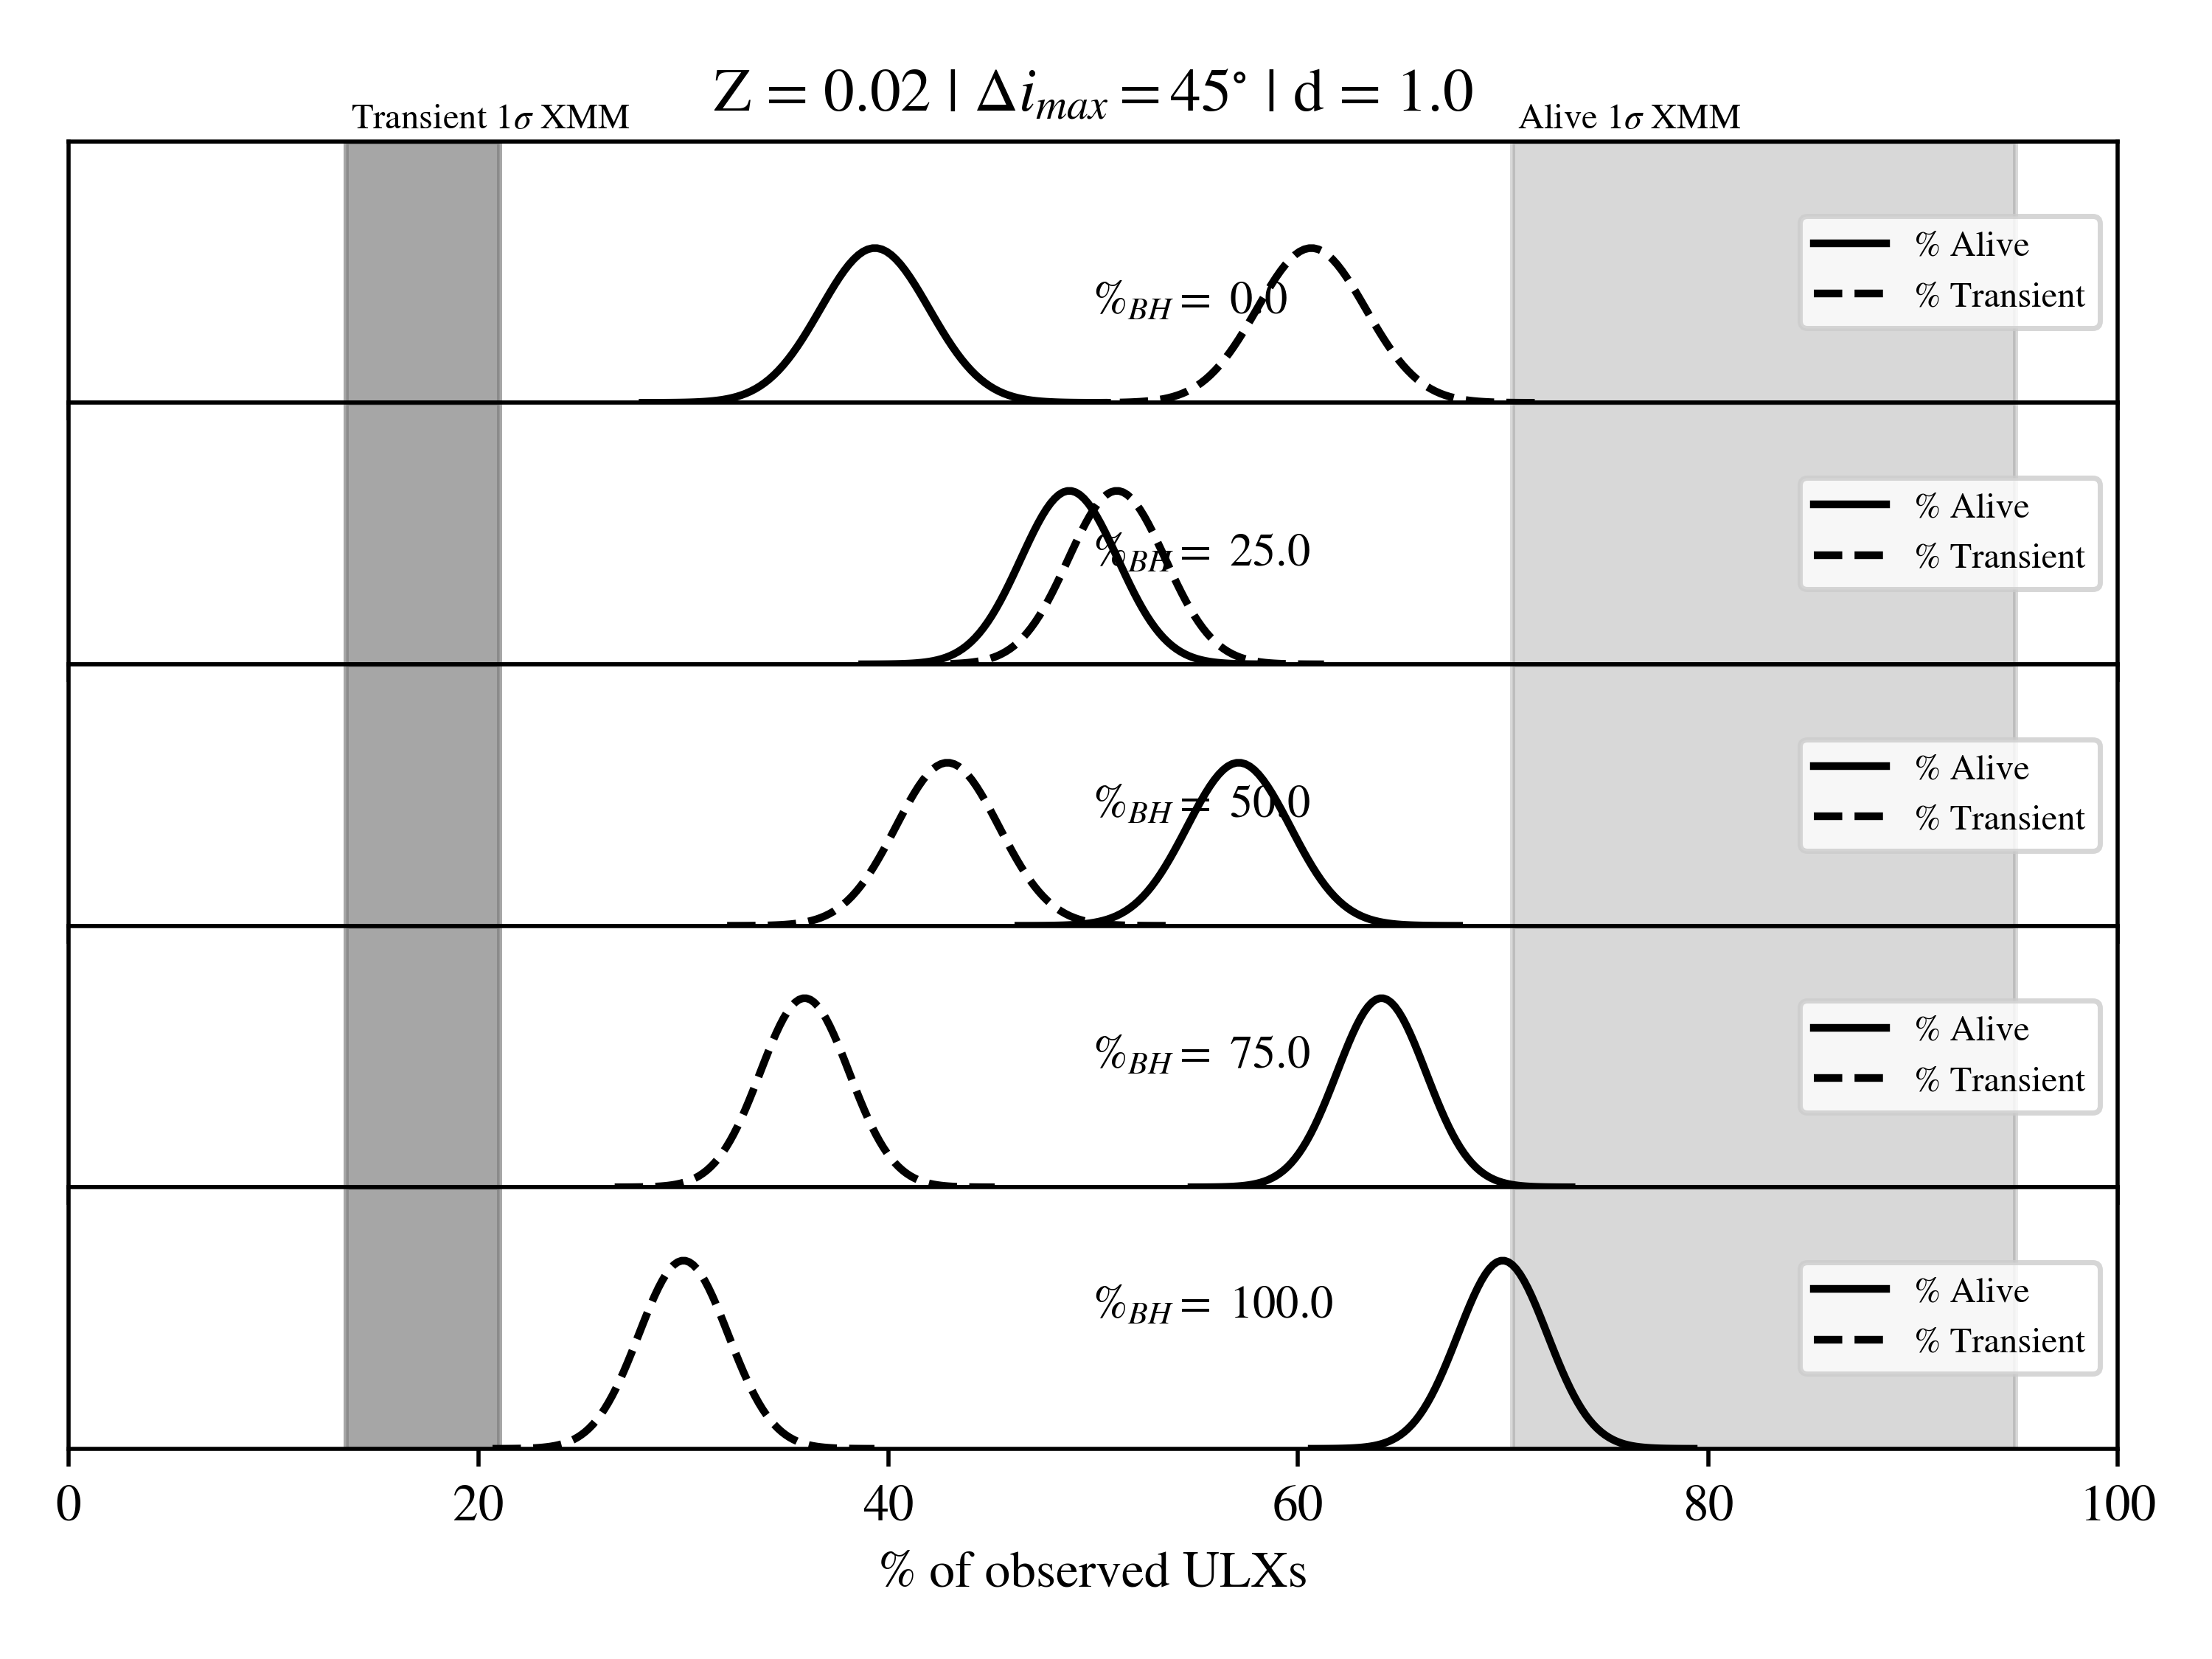 Z = 0.02 | Δi_max = 45° | d = 1.0
Transient 1σ XMM
Alive 1σ XMM
%_BH = 0.0
% Alive
% Transient
%_BH = 25.0
% Alive
% Transient
%_BH = 50.0
% Alive
% Transient
%_BH = 75.0
% Alive
% Transient
%_BH = 100.0
% Alive
% Transient
0 20 40 60 80 100
% of observed ULXs